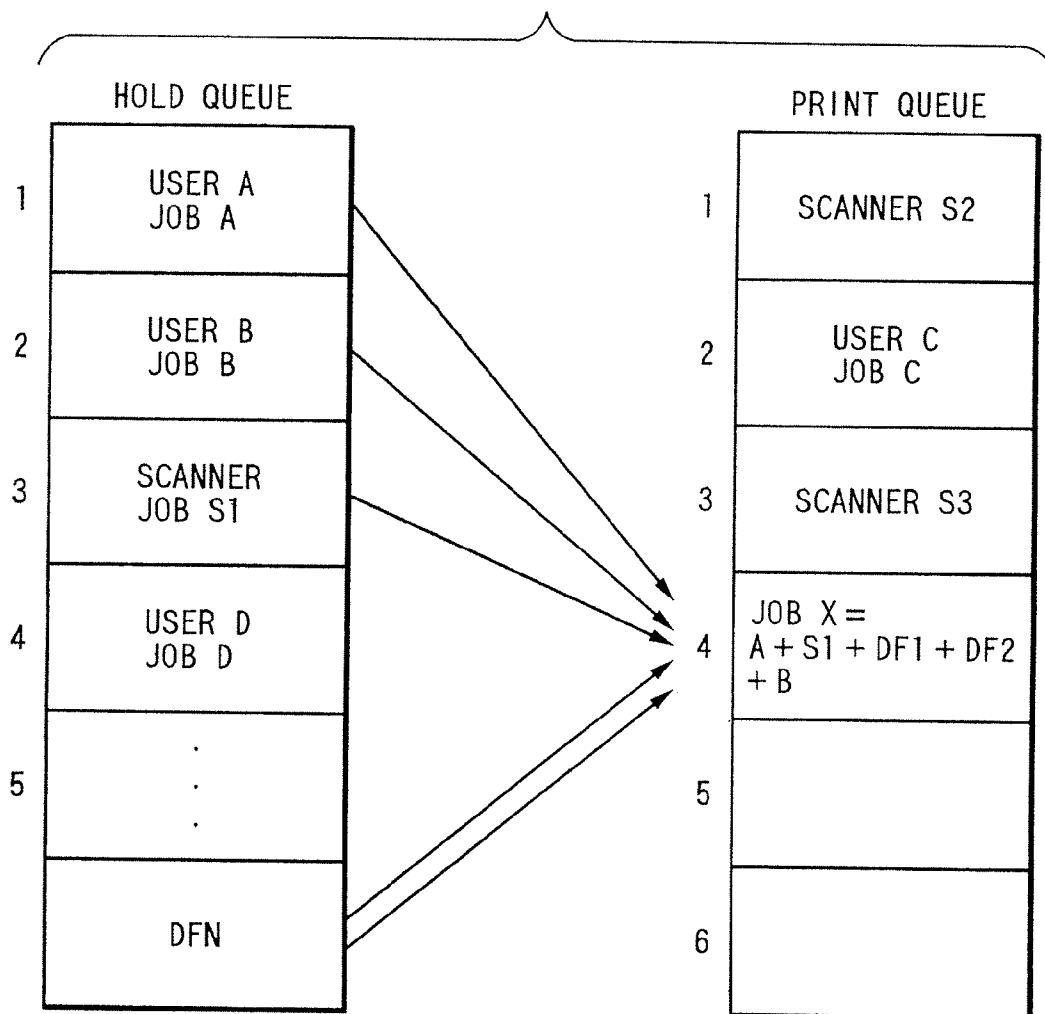 HOLD QUEUE
1
USER A
JOB A
2
USER B
JOB B
3
SCANNER
JOB S1
4
USER D
JOB D
5
.
.
.
DFN
PRINT QUEUE
1
SCANNER S2
2
USER C
JOB C
3
SCANNER S3
4
JOB X =
A + S1 + DF1 + DF2
+ B
5
6